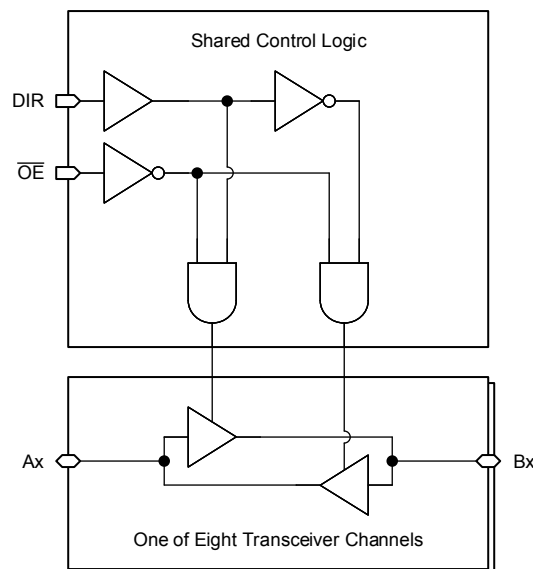 Shared Control Logic
DIR
OE
Ax
Bx
One of Eight Transceiver Channels